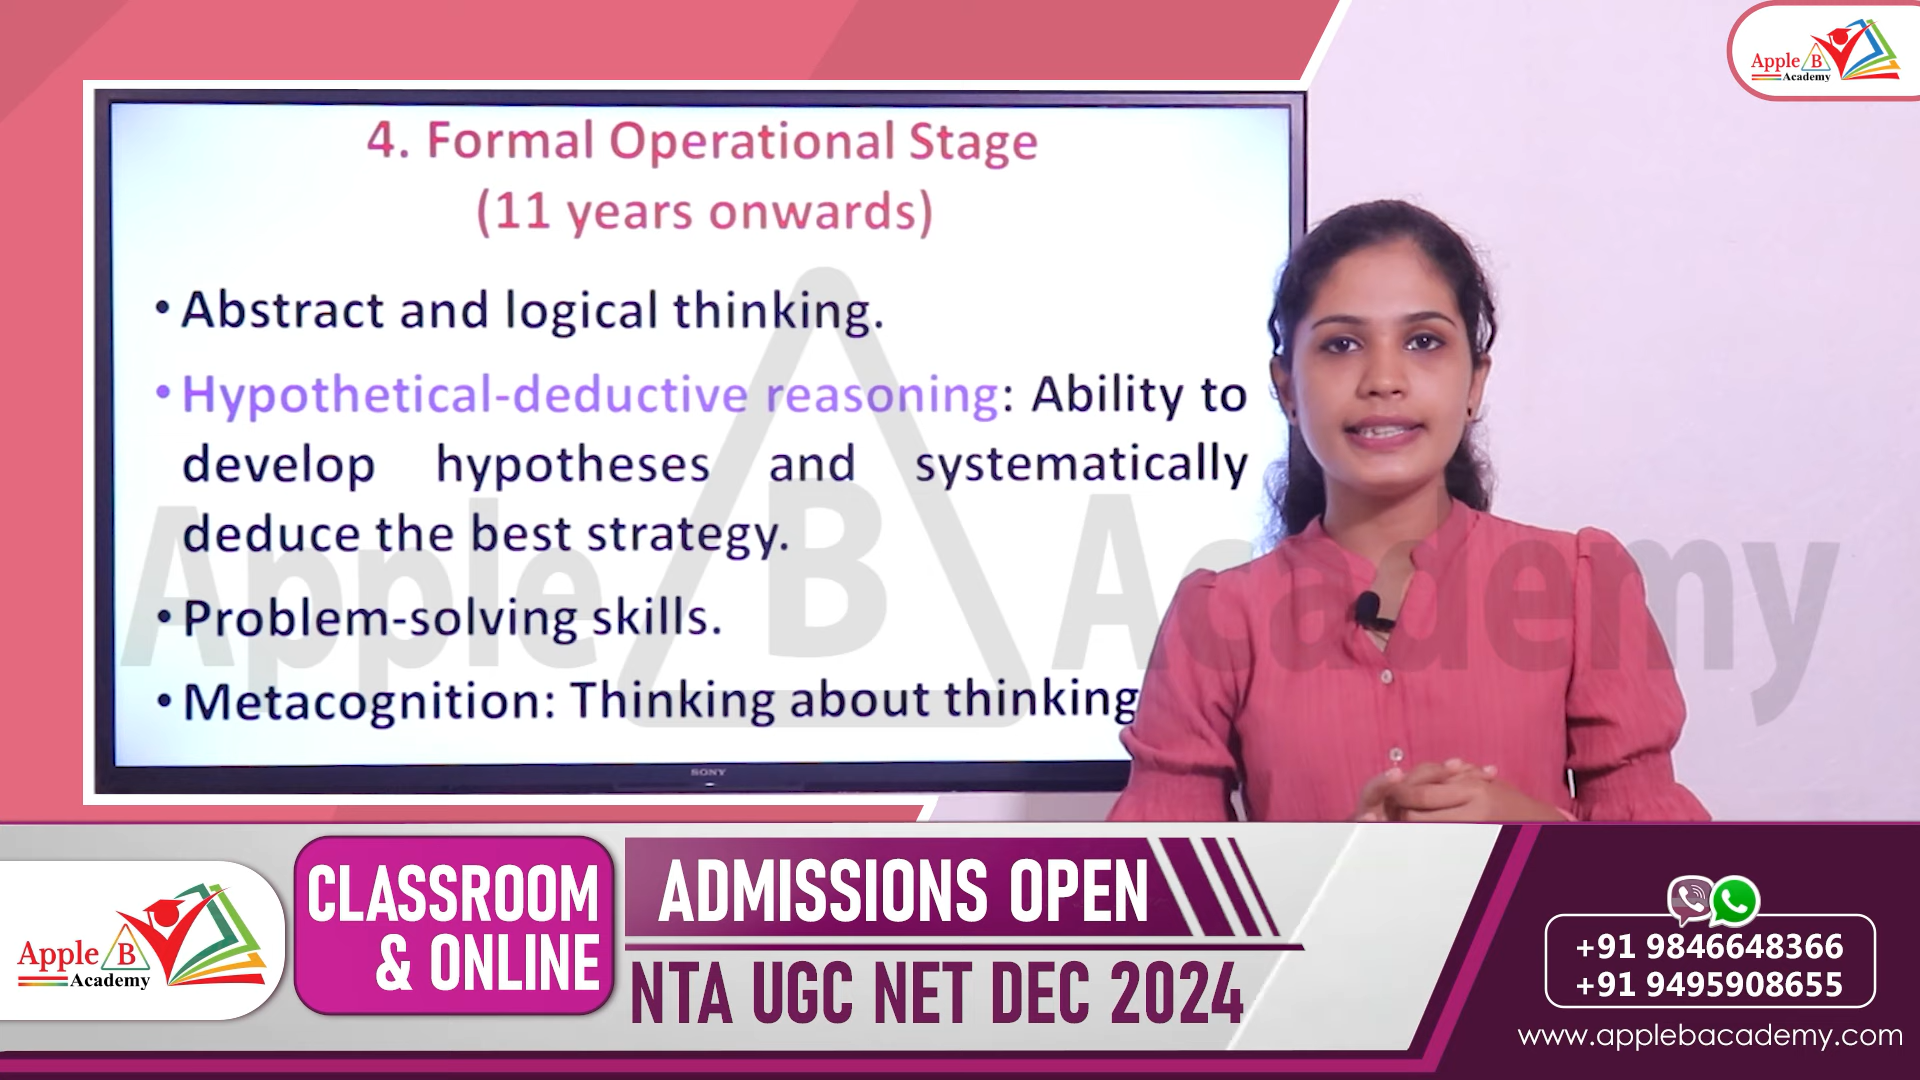 Apple B
Academy
4. Formal Operational Stage
(11 years onwards)
• Abstract and logical thinking.
• Hypothetical-deductive reasoning: Ability to
develop hypotheses and systematically
deduce the best strategy.
• Problem-solving skills.
• Metacognition: Thinking about thinking
Apple B Academy
SONY
Apple B
Academy
CLASSROOM
& ONLINE
ADMISSIONS OPEN
NTA UGC NET DEC 2024
+91 9846648366
+91 9495908655
www.applebacademy.com